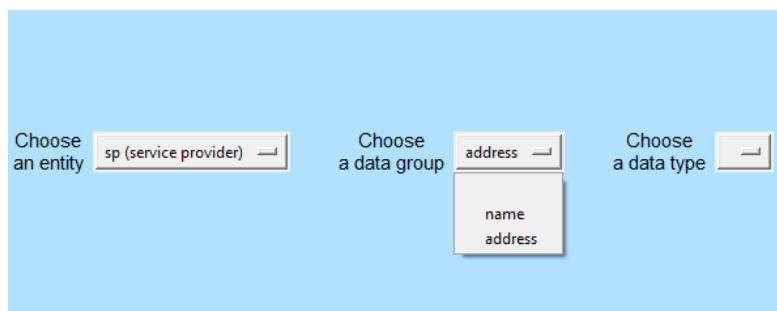 Choose
an entity
sp (service provider)
Choose
a data group
address
name
address
Choose
a data type